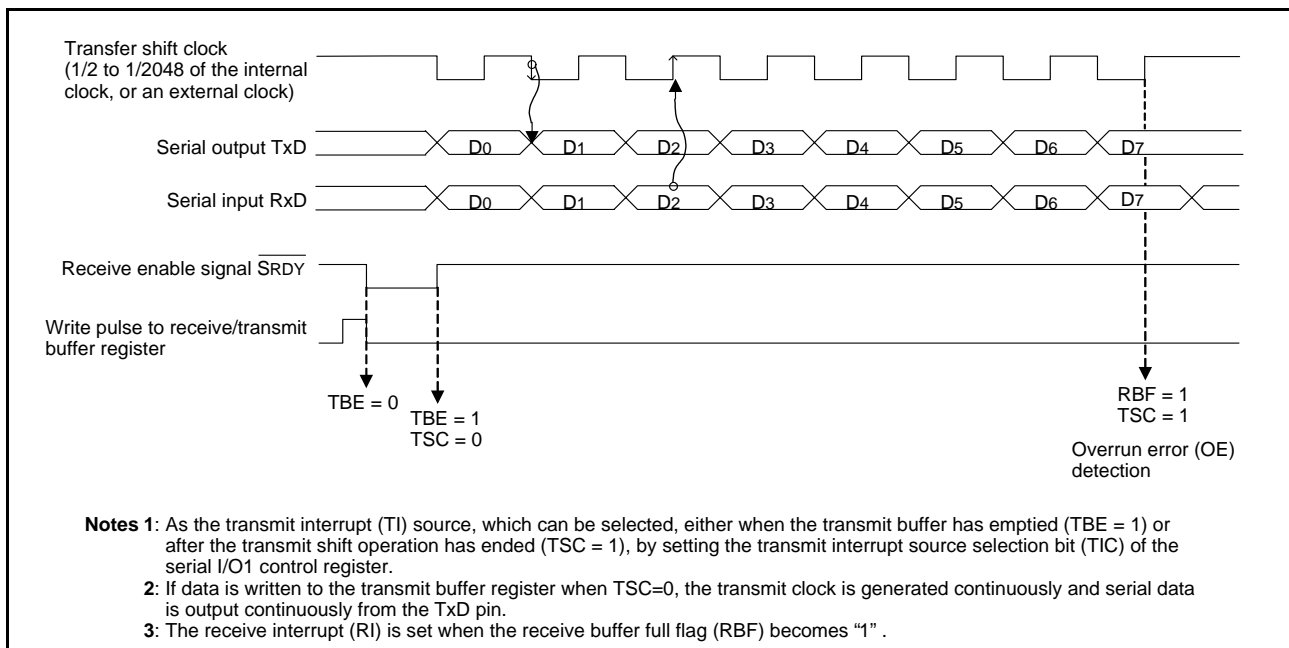 Transfer shift clock
(1/2 to 1/2048 of the internal
clock, or an external clock)
Serial output TxD
D0 D1 D2 D3 D4 D5 D6 D7
Serial input RxD
D0 D1 D2 D3 D4 D5 D6 D7
Receive enable signal SRDY
Write pulse to receive/transmit
buffer register
TBE = 0
TBE = 1
TSC = 0
RBF = 1
TSC = 1
Overrun error (OE)
detection
Notes 1: As the transmit interrupt (TI) source, which can be selected, either when the transmit buffer has emptied (TBE = 1) or
after the transmit shift operation has ended (TSC = 1), by setting the transmit interrupt source selection bit (TIC) of the
serial I/O1 control register.
2: If data is written to the transmit buffer register when TSC=0, the transmit clock is generated continuously and serial data
is output continuously from the TxD pin.
3: The receive interrupt (RI) is set when the receive buffer full flag (RBF) becomes “1” .